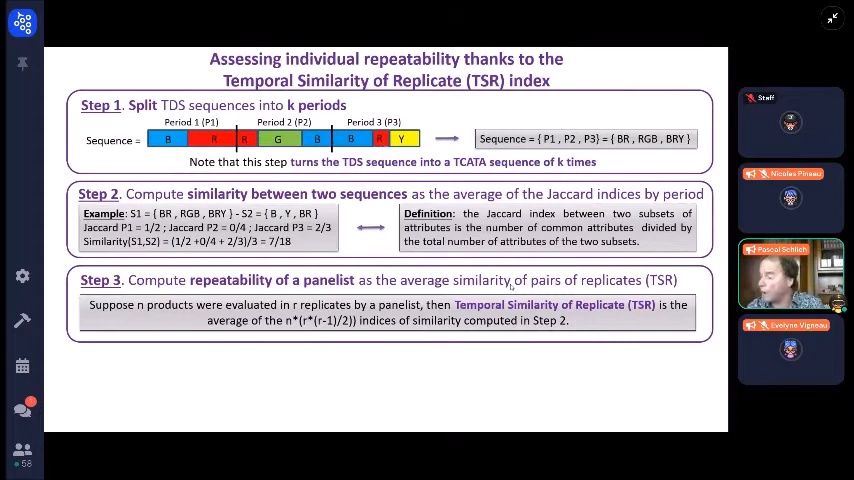 Assessing individual repeatability thanks to the
Temporal Similarity of Replicate (TSR) index
Step 1. Split TDS sequences into k periods
Period 1 (P1) Period 2 (P2) Period 3 (P3)
Sequence = B R R G B B R Y Sequence = { P1 , P2 , P3} = { BR , RGB , BRY }
Note that this step turns the TDS sequence into a TCATA sequence of k times
Step 2. Compute similarity between two sequences as the average of the Jaccard indices by period
Example: S1 = { BR , RGB , BRY } - S2 = { B , Y , BR }
Jaccard P1 = 1/2 ; Jaccard P2 = 0/4 ; Jaccard P3 = 2/3
Similarity(S1,S2) = (1/2 +0/4 + 2/3)/3 = 7/18
Definition: the Jaccard index between two subsets of
attributes is the number of common attributes divided by
the total number of attributes of the two subsets.
Step 3. Compute repeatability of a panelist as the average similarity of pairs of replicates (TSR)
Suppose n products were evaluated in r replicates by a panelist, then Temporal Similarity of Replicate (TSR) is the
average of the n*(r*(r-1)/2)) indices of similarity computed in Step 2.
Staff
Nicolas Pineau
Pascal Schlich
Evelyne Vigneau
1
58